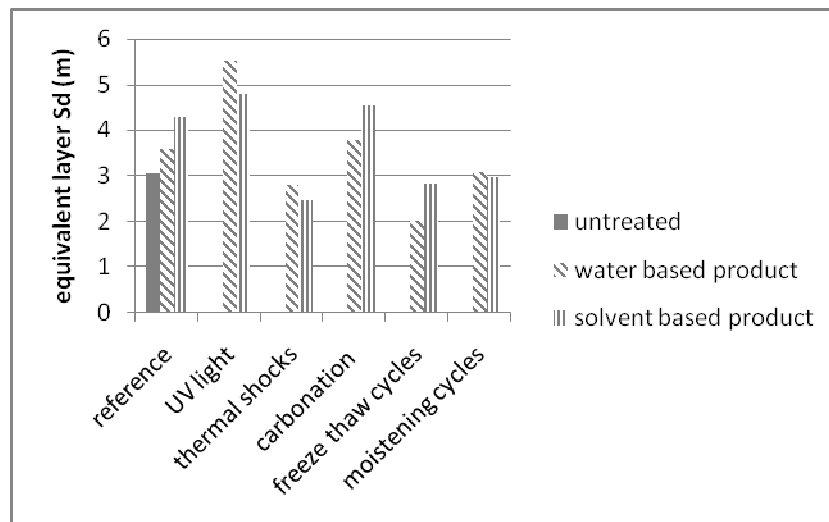 equivalent layer Sd (m)
6
5
4
3
2
1
0
reference
UV light
thermal shocks
carbonation
freeze thaw cycles
moistening cycles
untreated
water based product
solvent based product